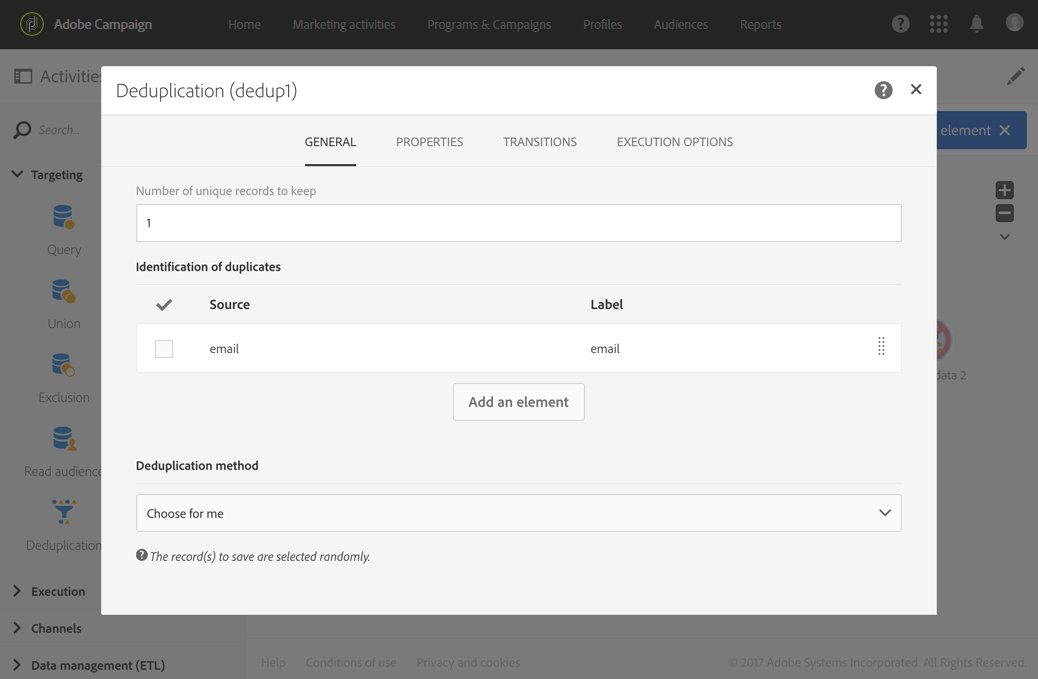 Adobe Campaign
Home
Marketing activities
Programs & Campaigns
Profiles
Audiences
Reports
Activities
Search...
Targeting
Query
Union
Exclusion
Read audience
Deduplication
Execution
Channels
Data management (ETL)
element
data 2
Deduplication (dedup1)
GENERAL
PROPERTIES
TRANSITIONS
EXECUTION OPTIONS
Number of unique records to keep
1
Identification of duplicates
Source
Label
email
email
Add an element
Deduplication method
Choose for me
The record(s) to save are selected randomly.
Help
Conditions of use
Privacy and cookies
© 2017 Adobe Systems Incorporated. All Rights Reserved.